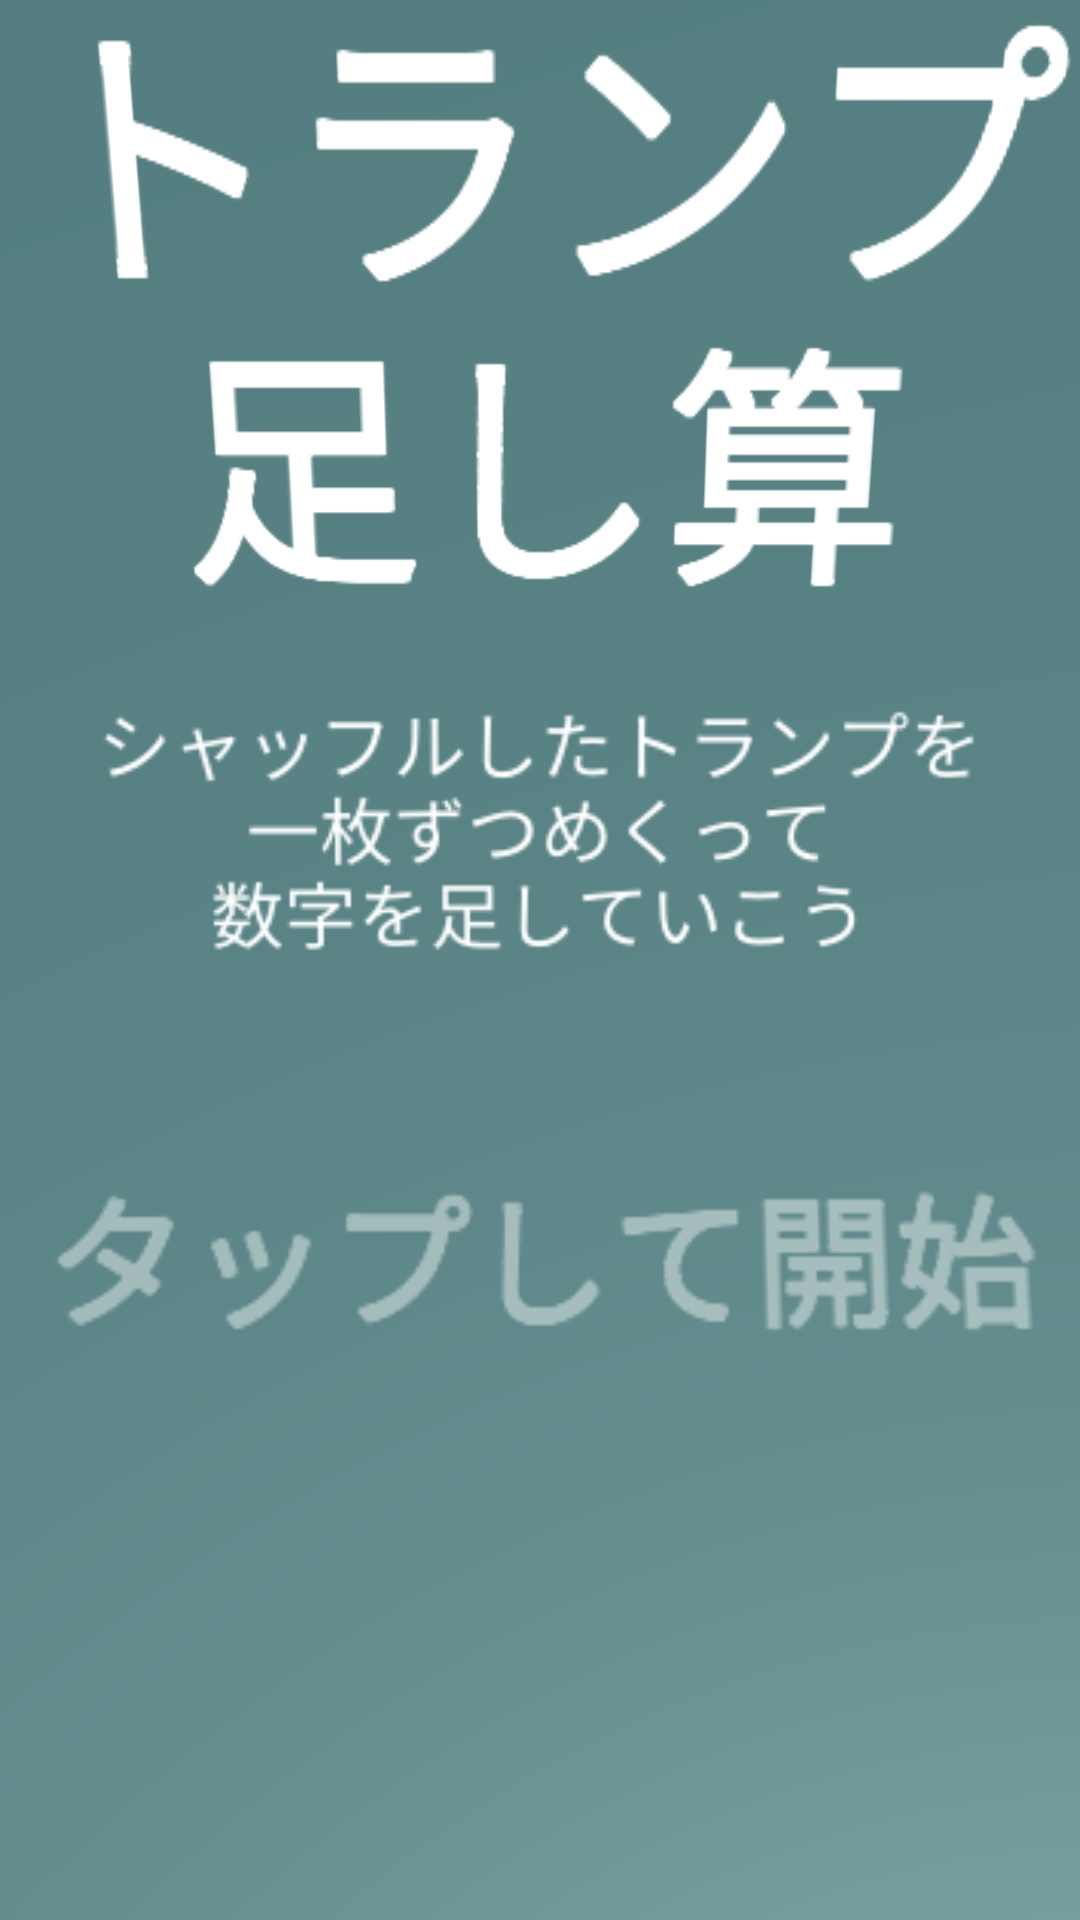 トランプ
足し算
シャッフルしたトランプを
一枚ずつめくって
数字を足していこう
タップして開始